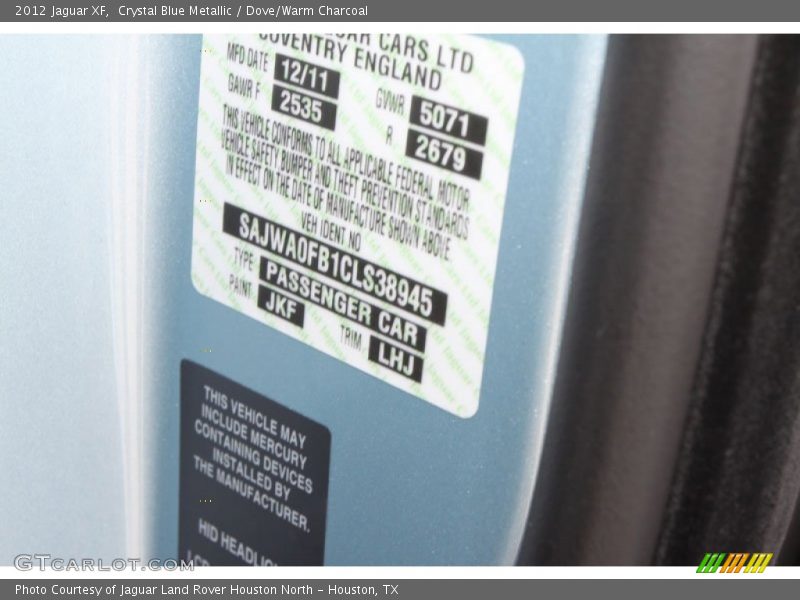 2012 Jaguar XF, Crystal Blue Metallic / Dove/Warm Charcoal
CARS LTD
COVENTRY ENGLAND
MFD DATE 12/11
GAWR F 2535
GVWR 5071
R 2679
THIS VEHICLE CONFORMS TO ALL APPLICABLE FEDERAL MOTOR
VEHICLE SAFETY BUMPER AND THEFT PREVENTION STANDARDS
IN EFFECT ON THE DATE OF MANUFACTURE SHOWN ABOVE
VEH IDENT NO
SAJWA0FB1CLS38945
TYPE PASSENGER CAR
PAINT JKF
TRIM LHJ
THIS VEHICLE MAY
INCLUDE MERCURY
CONTAINING DEVICES
INSTALLED BY
THE MANUFACTURER.
HID
GTCARLOT.COM
Photo Courtesy of Jaguar Land Rover Houston North - Houston, TX